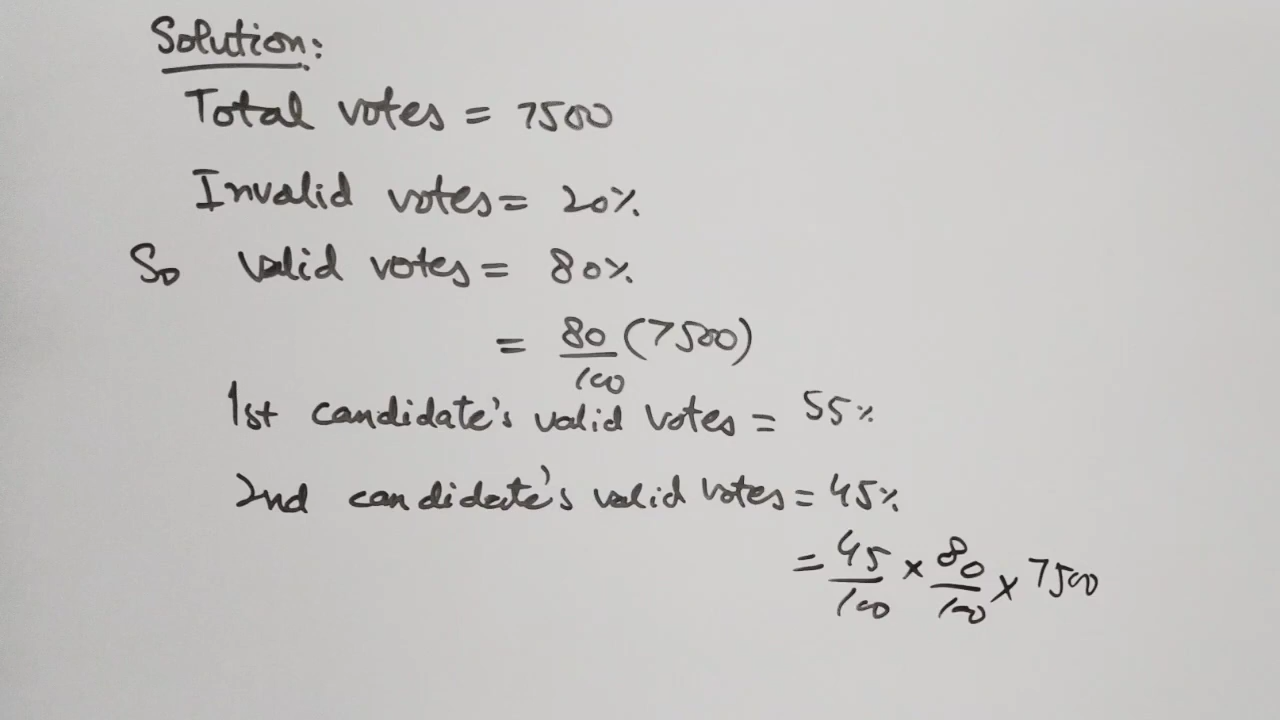 Solution:
Total votes = 7500
Invalid votes = 20%
So valid votes = 80%
= 80/100 (7500)
1st candidate's valid votes = 55%
2nd candidate's valid votes = 45%
= 45/100 × 80/100 × 7500